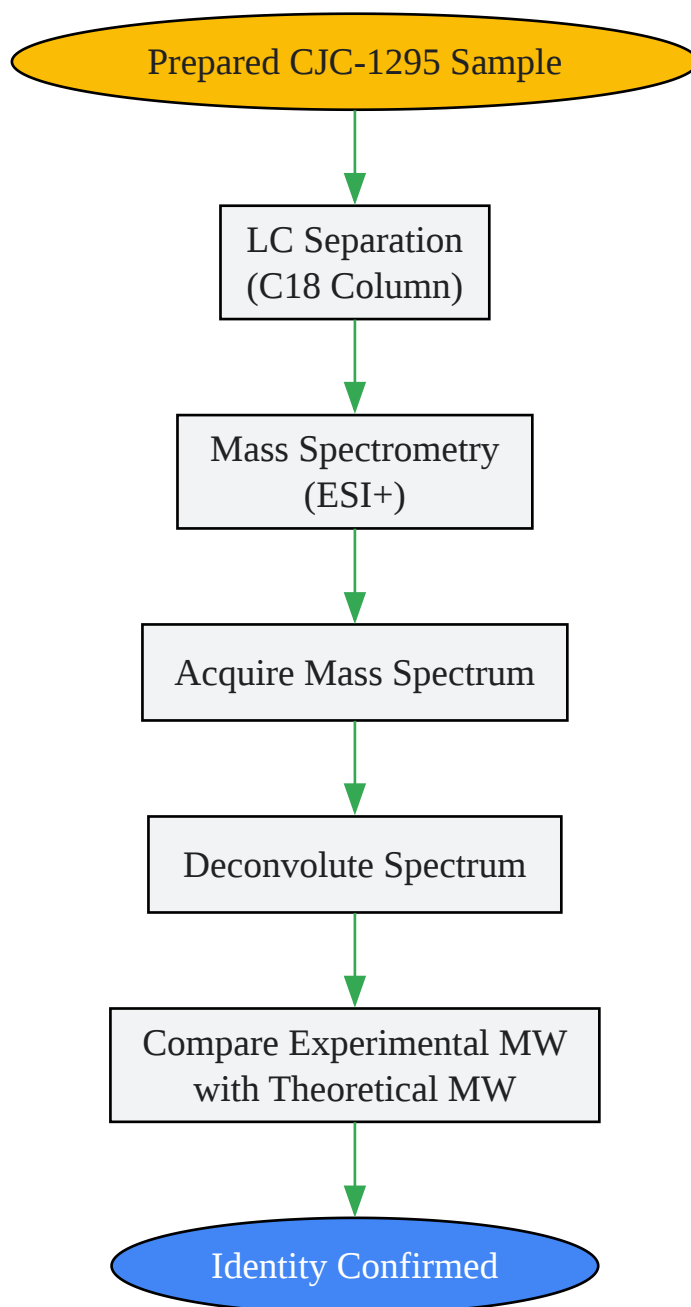 Prepared CJC-1295 Sample
LC Separation
(C18 Column)
Mass Spectrometry
(ESI+)
Acquire Mass Spectrum
Deconvolute Spectrum
Compare Experimental MW
with Theoretical MW
Identity Confirmed